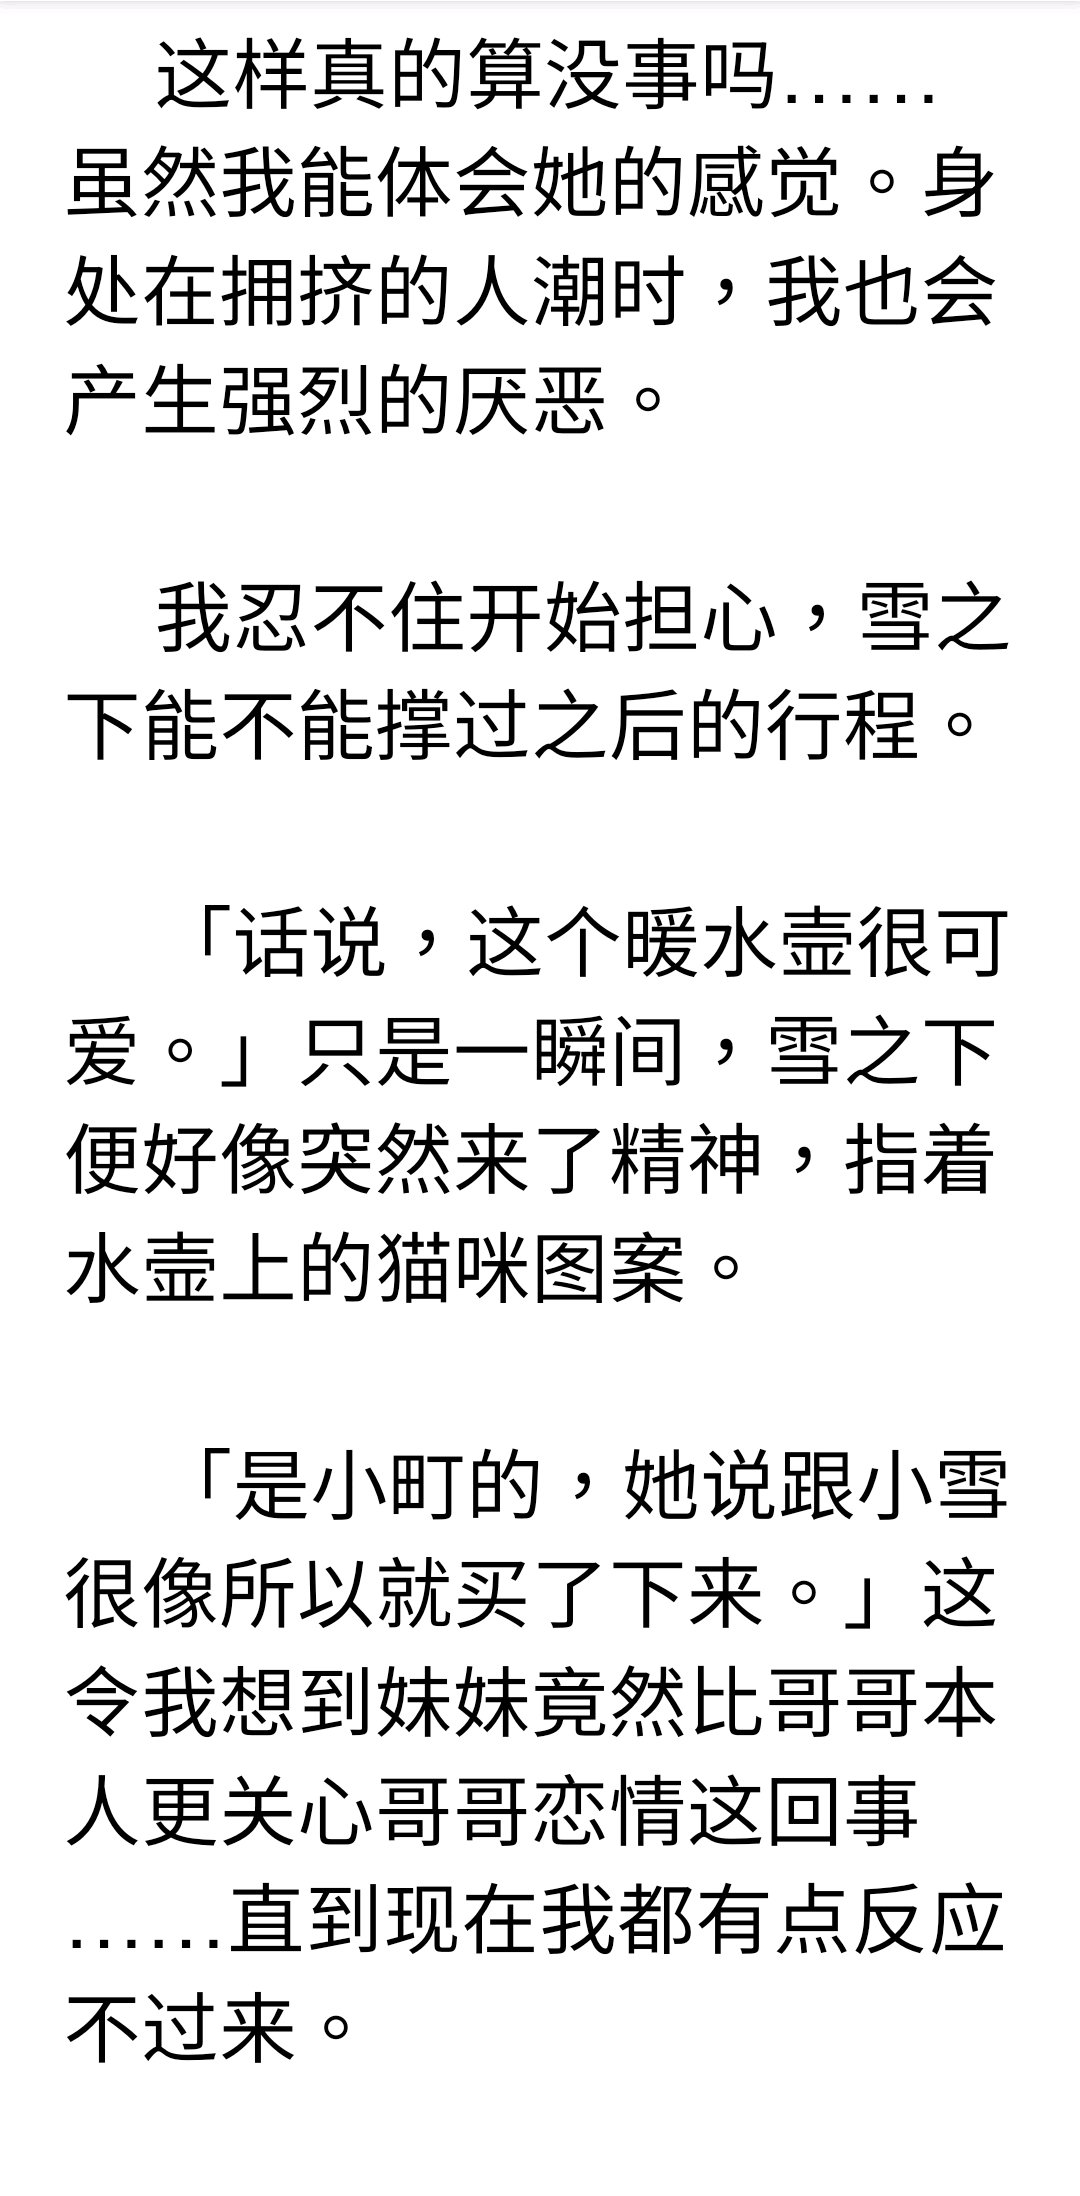 这样真的算没事吗……
虽然我能体会她的感觉。身
处在拥挤的人潮时，我也会
产生强烈的厌恶。
我忍不住开始担心，雪之
下能不能撑过之后的行程。
「话说，这个暖水壶很可
爱。」只是一瞬间，雪之下
便好像突然来了精神，指着
水壶上的猫咪图案。
「是小町的，她说跟小雪
很像所以就买了下来。」这
令我想到妹妹竟然比哥哥本
人更关心哥哥恋情这回事
……直到现在我都有点反应
不过来。